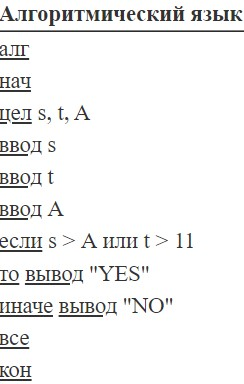 Алгоритмический язык
алг
нач
цел s, t, A
ввод s
ввод t
ввод A
если s > A или t > 11
то вывод "YES"
иначе вывод "NO"
все
кон